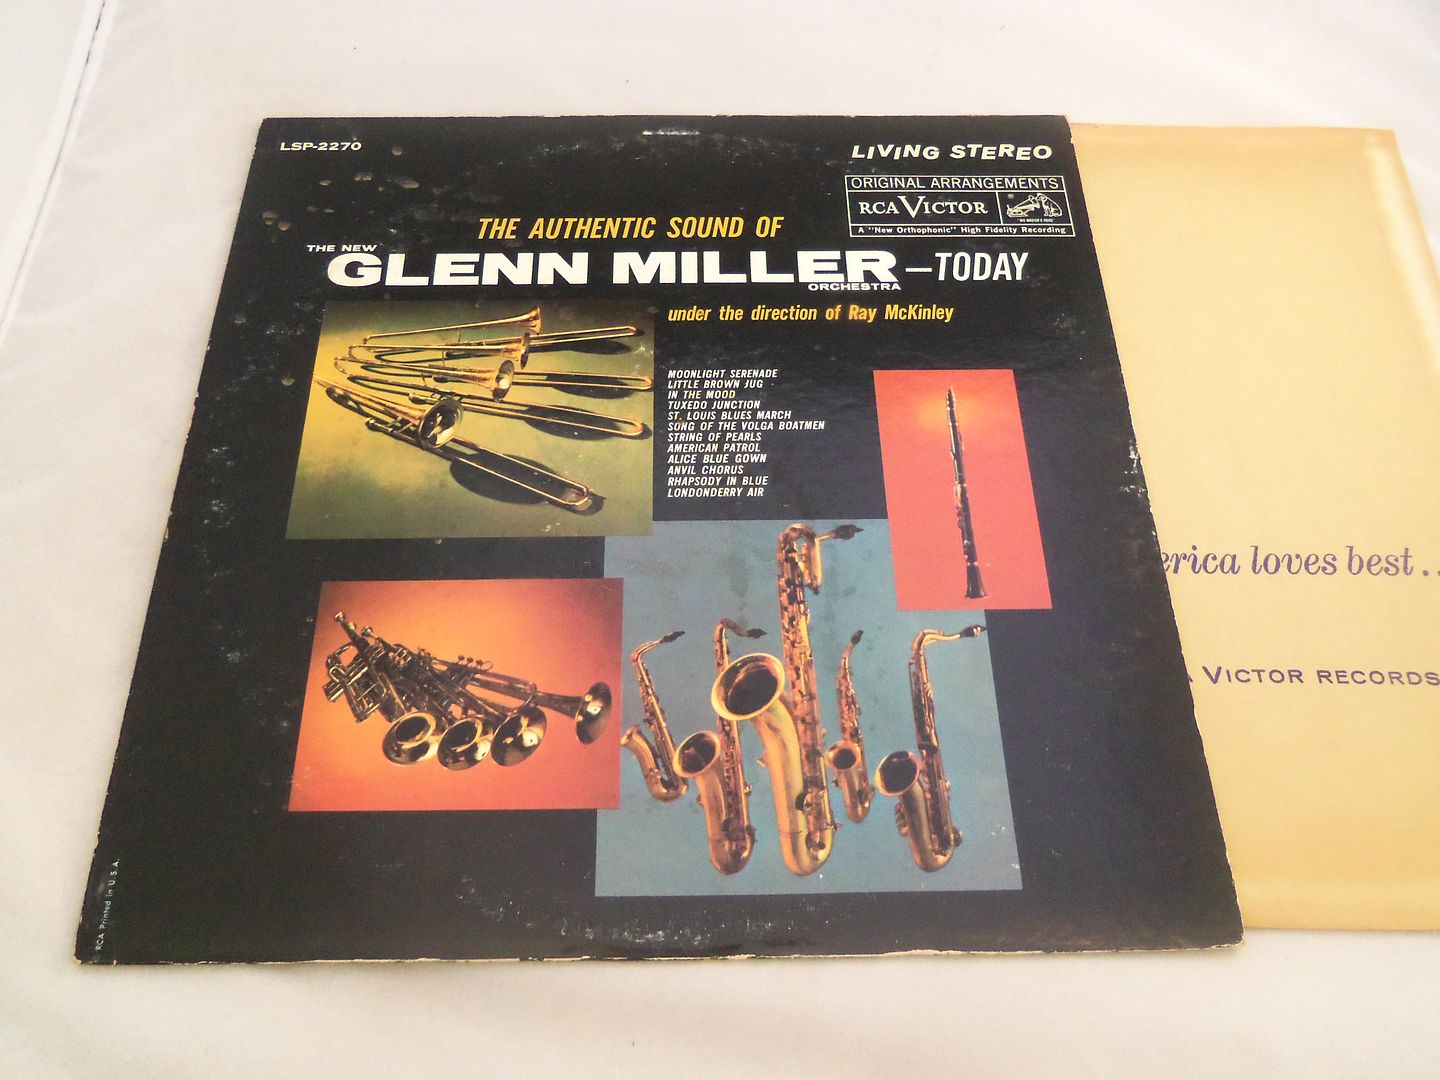 LSP-2270
LIVING STEREO
ORIGINAL ARRANGEMENTS
RCA VICTOR
"HIS MASTER'S VOICE"
A "New Orthophonic" High Fidelity Recording
THE AUTHENTIC SOUND OF
THE NEW
GLENN MILLER —TODAY
ORCHESTRA
under the direction of Ray McKinley
MOONLIGHT SERENADE
LITTLE BROWN JUG
IN THE MOOD
TUXEDO JUNCTION
ST. LOUIS BLUES MARCH
SONG OF THE VOLGA BOATMEN
STRING OF PEARLS
AMERICAN PATROL
ALICE BLUE GOWN
ANVIL CHORUS
RHAPSODY IN BLUE
LONDONDERRY AIR
erica loves best..
A VICTOR RECORDS
RCA Printed in U.S.A.